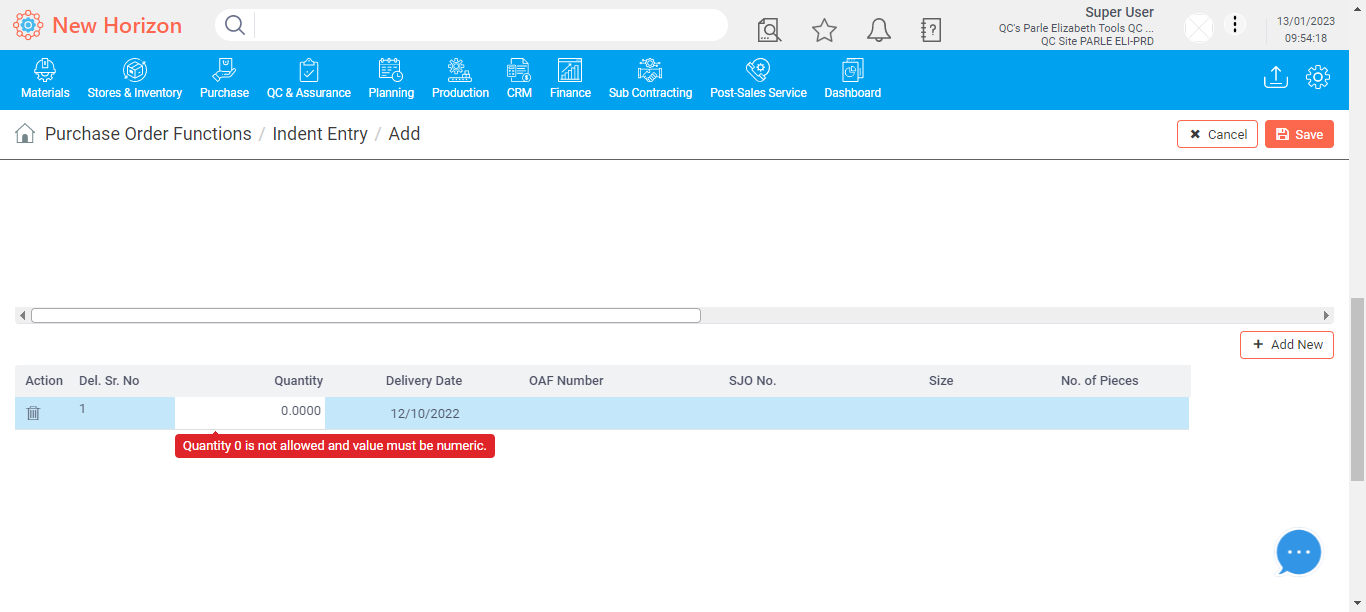 New Horizon
Super User
QC's Parle Elizabeth Tools QC ...
QC Site PARLE ELI-PRD
13/01/2023
09:54:18
Materials Stores & Inventory Purchase QC & Assurance Planning Production CRM Finance Sub Contracting Post-Sales Service Dashboard
Purchase Order Functions / Indent Entry / Add
Cancel Save
Add New
Action Del. Sr. No Quantity Delivery Date OAF Number SJO No. Size No. of Pieces
1 0.0000 12/10/2022
Quantity 0 is not allowed and value must be numeric.